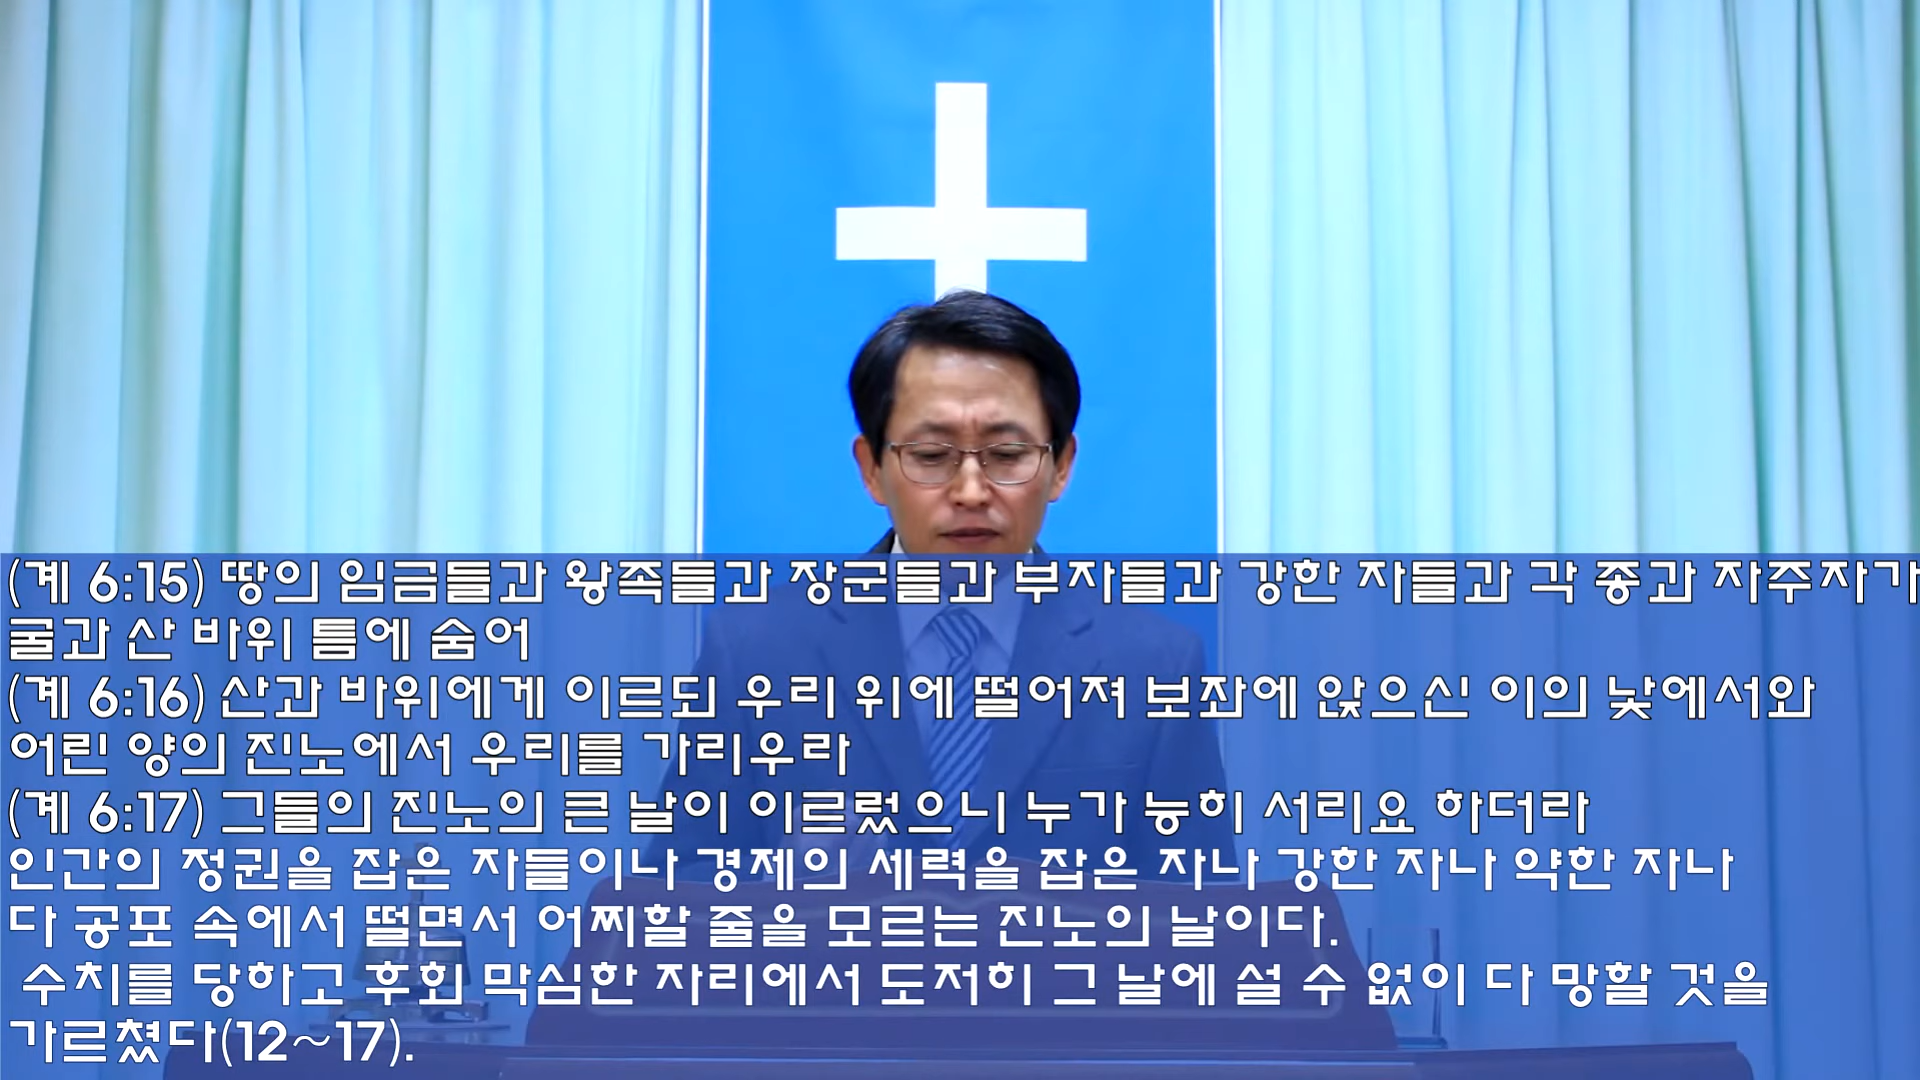 (계 6:15) 땅의 임금들과 왕족들과 장군들과 부자들과 강한 자들과 각 종과 자주자가
굴과 산 바위 틈에 숨어
(계 6:16) 산과 바위에게 이르되 우리 위에 떨어져 보좌에 앉으신 이의 낯에서와
어린 양의 진노에서 우리를 가리우라
(계 6:17) 그들의 진노의 큰 날이 이르렀으니 누가 능히 서리요 하더라
인간의 정권을 잡은 자들이나 경제의 세력을 잡은 자나 강한 자나 약한 자나
다 공포 속에서 떨면서 어찌할 줄을 모르는 진노의 날이다.
수치를 당하고 후회 막심한 자리에서 도저히 그 날에 설 수 없이 다 망할 것을
가르쳤다(12~17).